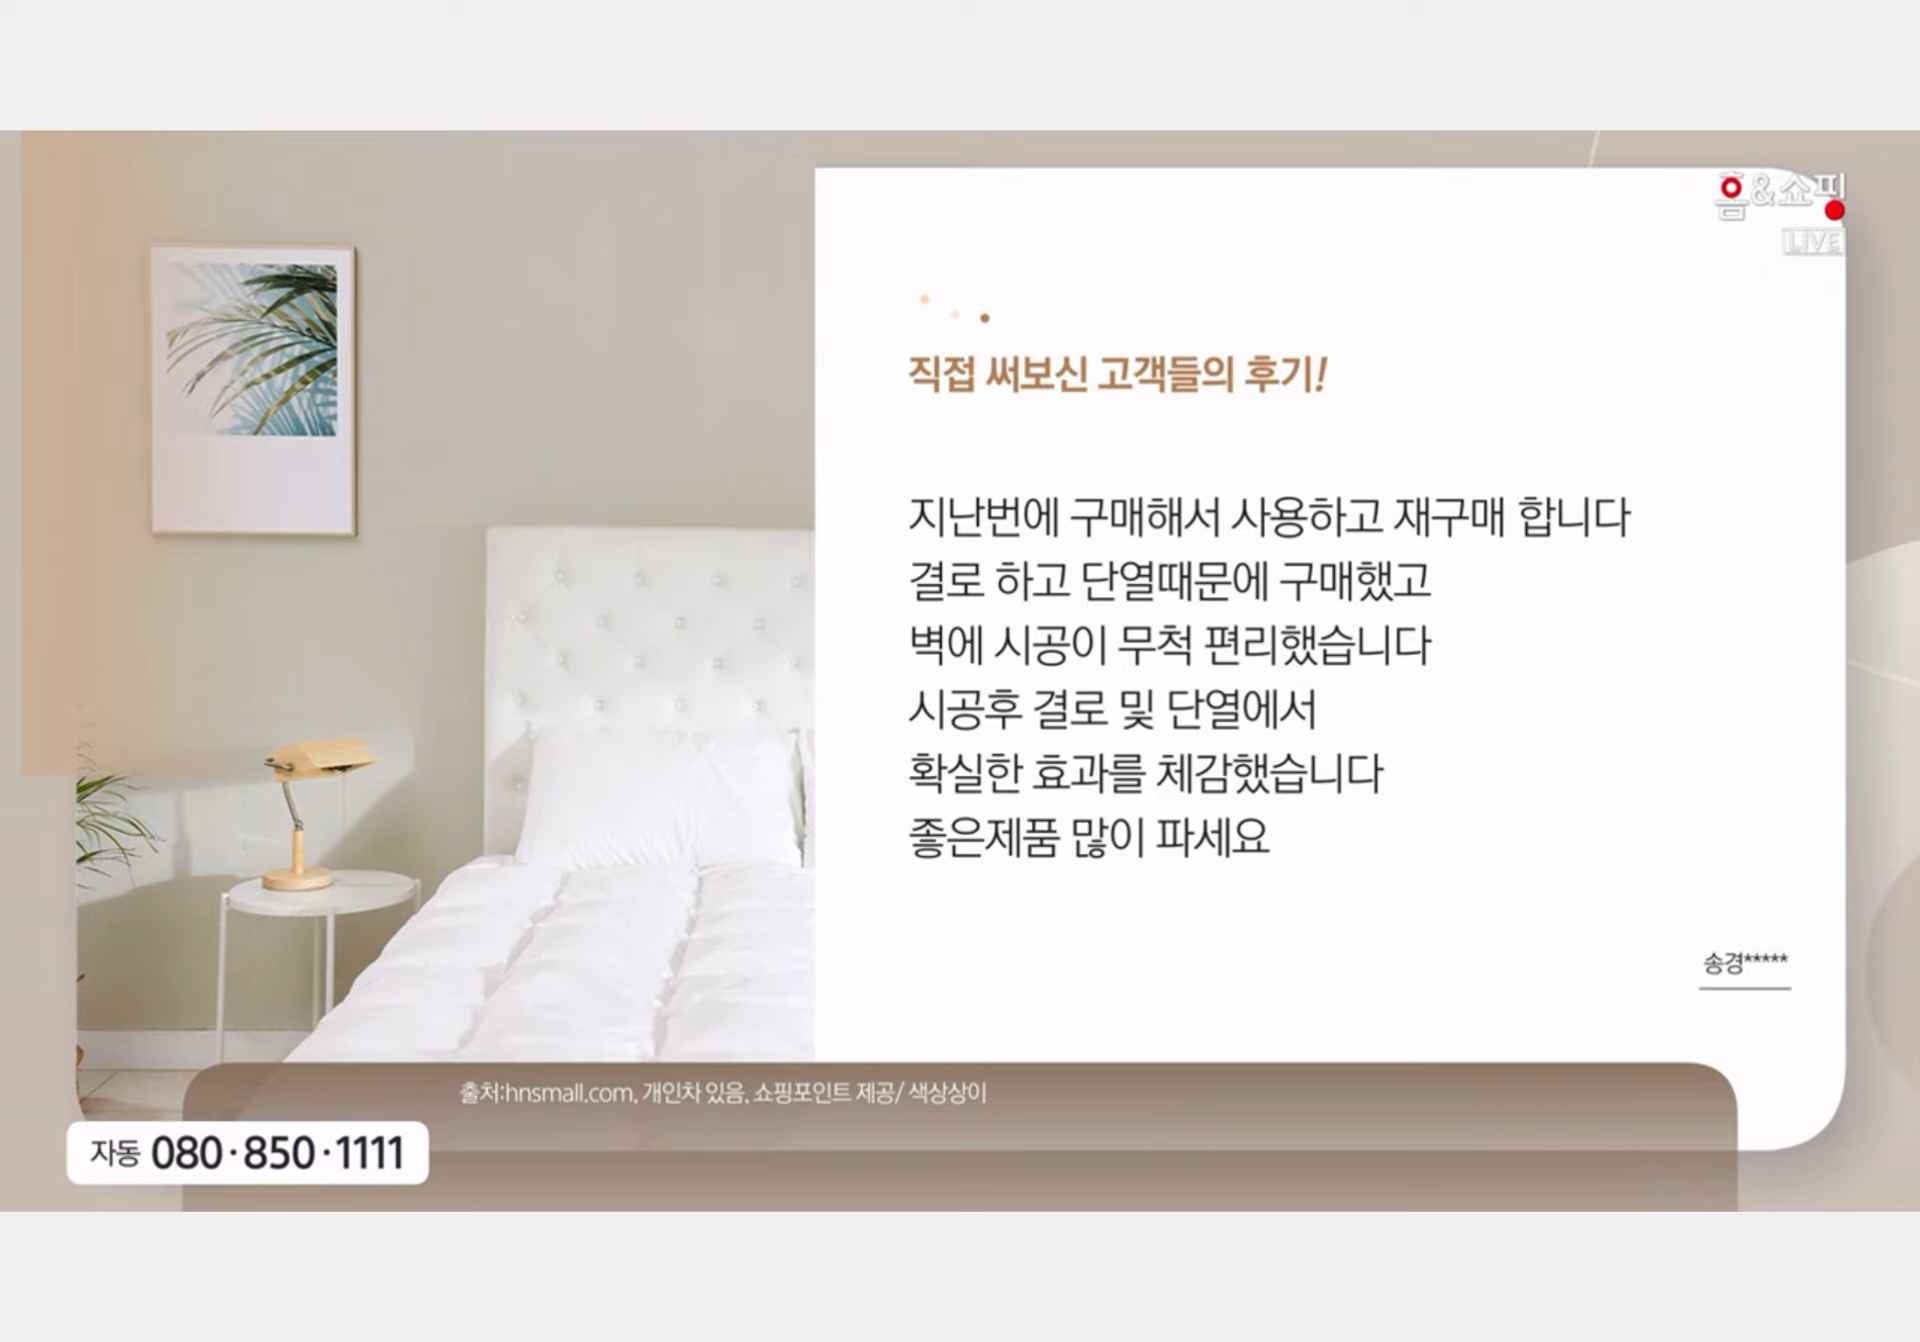 홈&쇼핑
LIVE
직접 써보신 고객들의 후기!
지난번에 구매해서 사용하고 재구매 합니다
결로 하고 단열때문에 구매했고
벽에 시공이 무척 편리했습니다
시공후 결로 및 단열에서
확실한 효과를 체감했습니다
좋은제품 많이 파세요
송경*****
출처:hnsmall.com, 개인차 있음, 쇼핑포인트 제공/ 색상상이
자동 080·850·1111